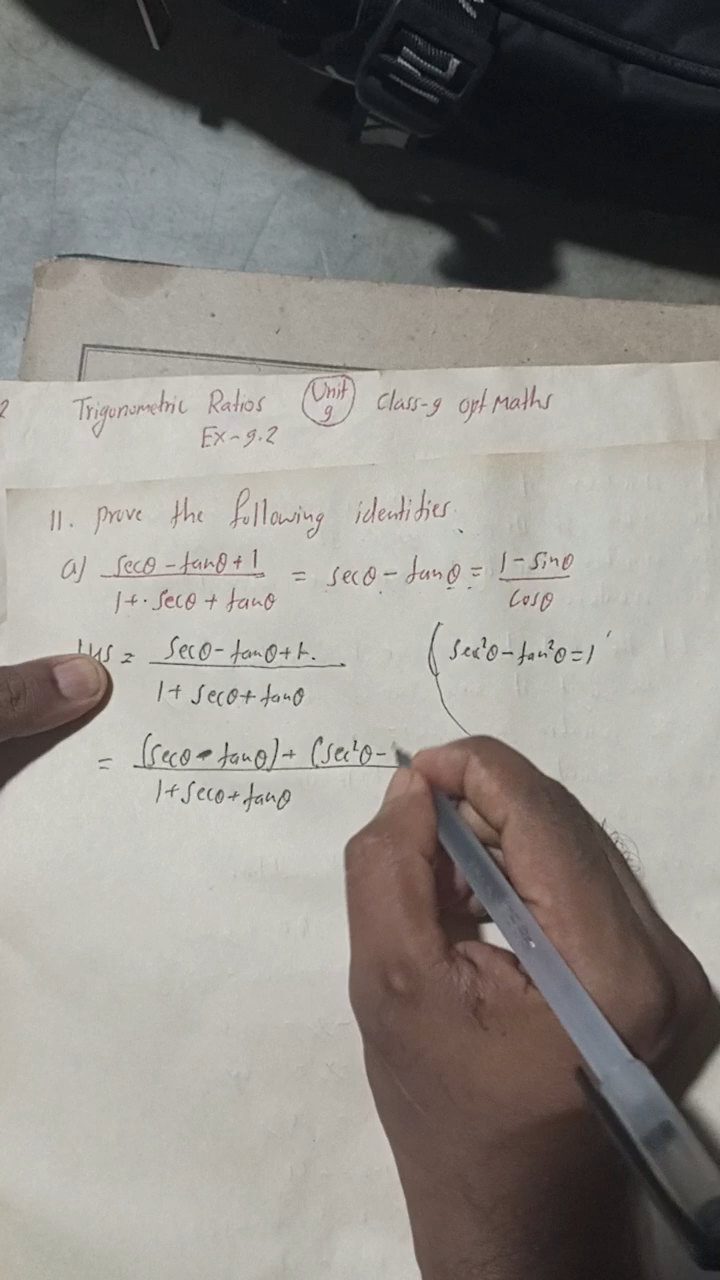 2 Trigonometric Ratios Unit 9 Class-9 opt Maths
Ex-9.2
11. prove the following identities.
a) secθ - tanθ + 1 / 1 + secθ + tanθ = secθ - tanθ = 1 - sinθ / cosθ
= secθ - tanθ + 1. / 1 + secθ + tanθ (sec²θ - tan²θ = 1
= (secθ - tanθ) + (sec²θ - / 1 + secθ + tanθ